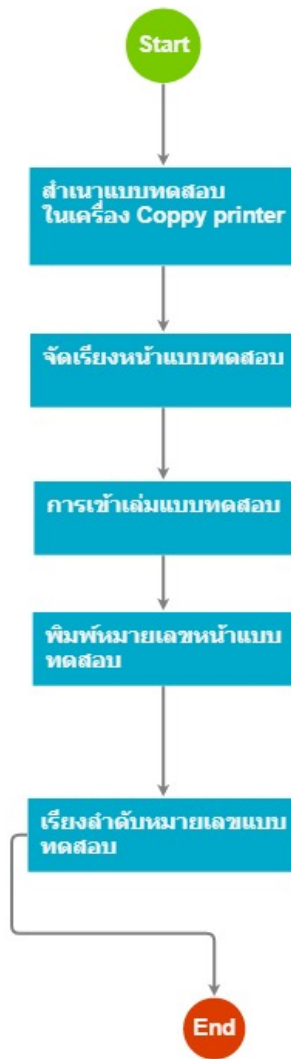 Start
สำเนาแบบทดสอบ
ในเครื่อง Coppy printer
จัดเรียงหน้าแบบทดสอบ
การเข้าเล่มแบบทดสอบ
พิมพ์หมายเลขหน้าแบบ
ทดสอบ
เรียงลำดับหมายเลขแบบ
ทดสอบ
End